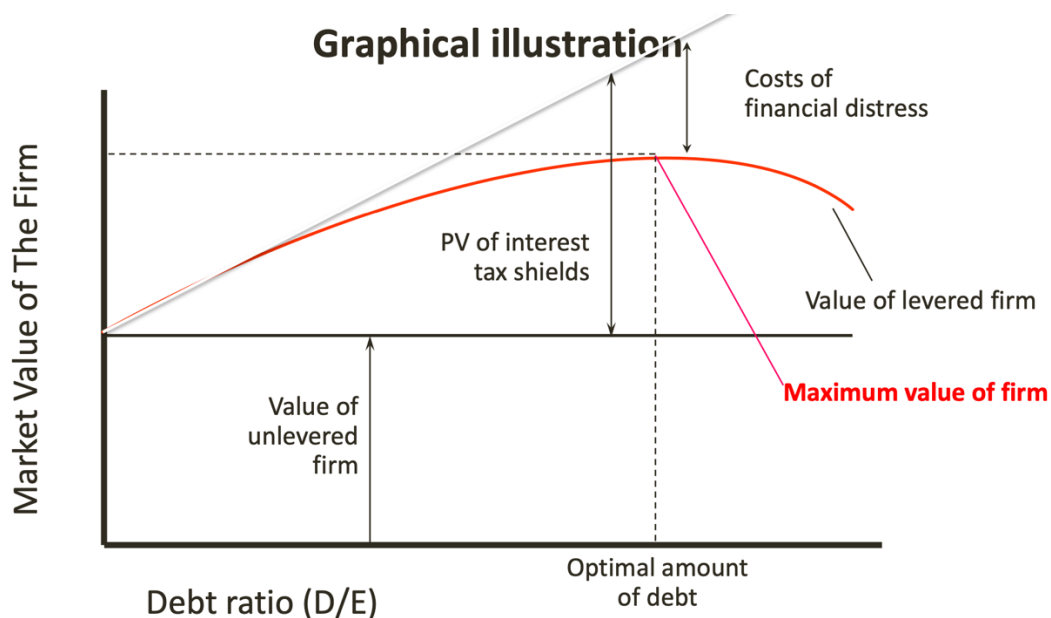 Graphical illustration
Costs of
financial distress
Market Value of The Firm
PV of interest
tax shields
Value of levered firm
Maximum value of firm
Value of
unlevered
firm
Optimal amount
of debt
Debt ratio (D/E)